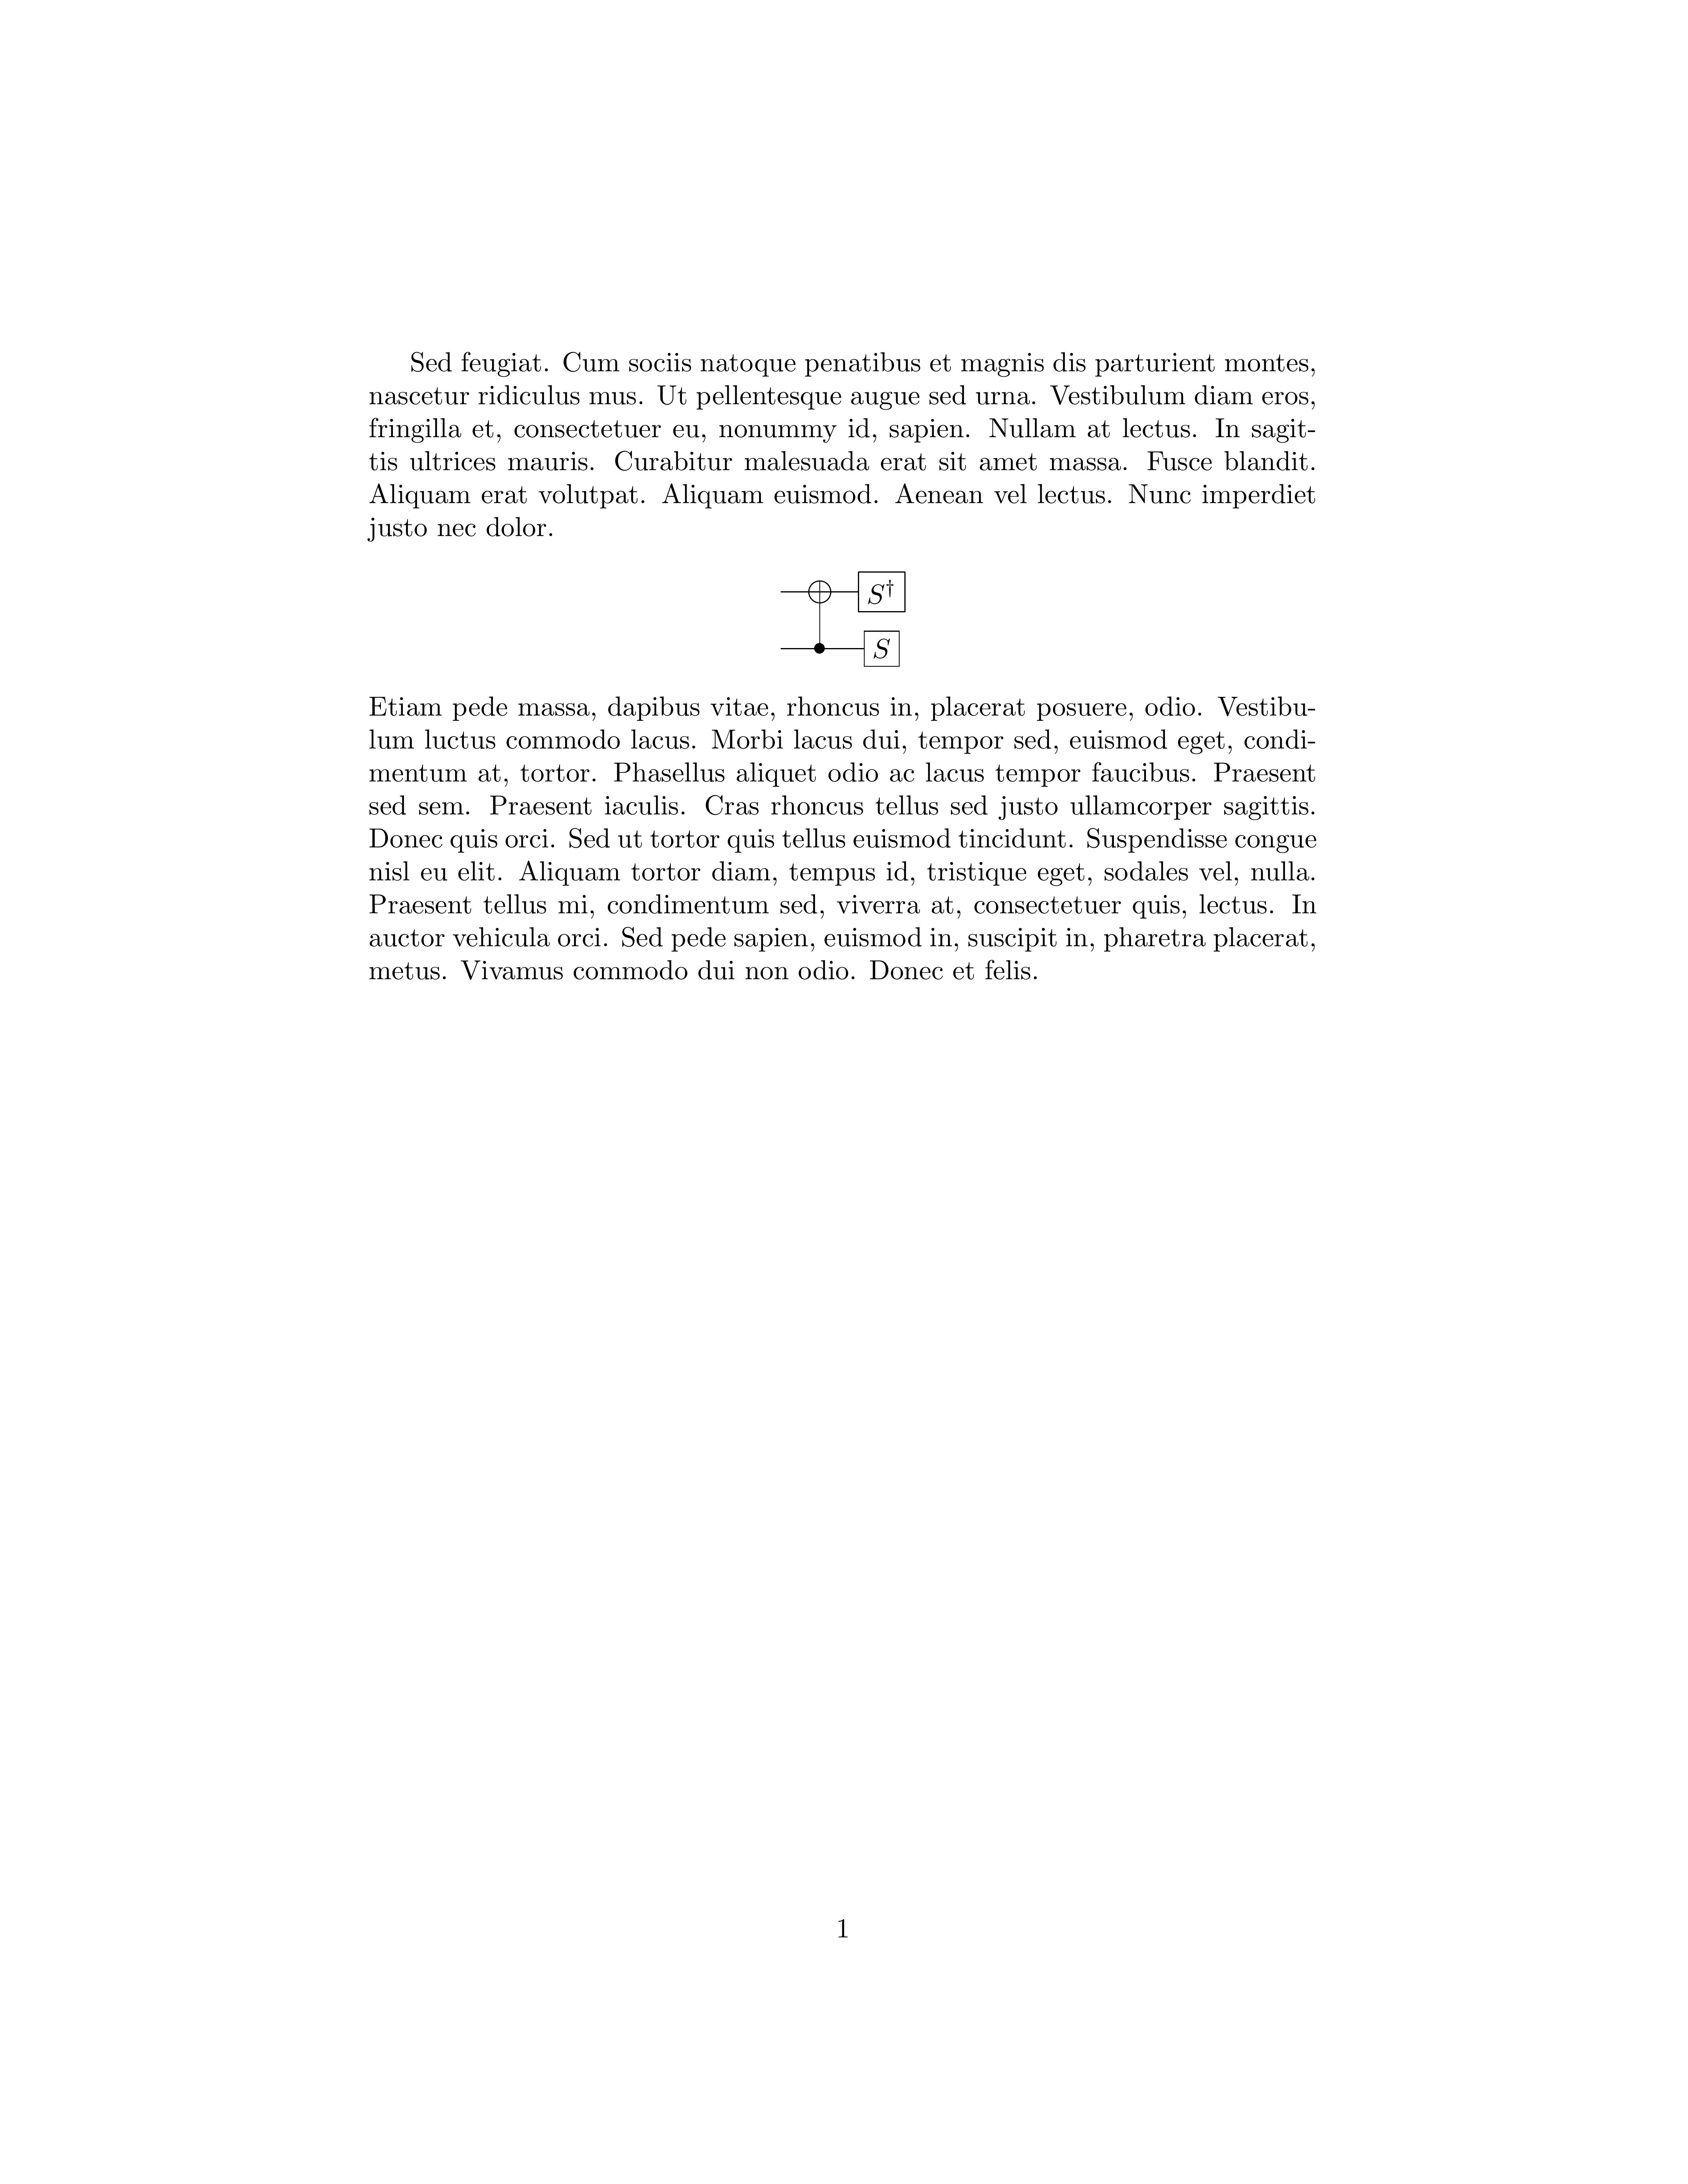 Sed feugiat. Cum sociis natoque penatibus et magnis dis parturient montes,
nascetur ridiculus mus. Ut pellentesque augue sed urna. Vestibulum diam eros,
fringilla et, consectetuer eu, nonummy id, sapien. Nullam at lectus. In sagit-
tis ultrices mauris. Curabitur malesuada erat sit amet massa. Fusce blandit.
Aliquam erat volutpat. Aliquam euismod. Aenean vel lectus. Nunc imperdiet
justo nec dolor.
S†
S
Etiam pede massa, dapibus vitae, rhoncus in, placerat posuere, odio. Vestibu-
lum luctus commodo lacus. Morbi lacus dui, tempor sed, euismod eget, condi-
mentum at, tortor. Phasellus aliquet odio ac lacus tempor faucibus. Praesent
sed sem. Praesent iaculis. Cras rhoncus tellus sed justo ullamcorper sagittis.
Donec quis orci. Sed ut tortor quis tellus euismod tincidunt. Suspendisse congue
nisl eu elit. Aliquam tortor diam, tempus id, tristique eget, sodales vel, nulla.
Praesent tellus mi, condimentum sed, viverra at, consectetuer quis, lectus. In
auctor vehicula orci. Sed pede sapien, euismod in, suscipit in, pharetra placerat,
metus. Vivamus commodo dui non odio. Donec et felis.
1